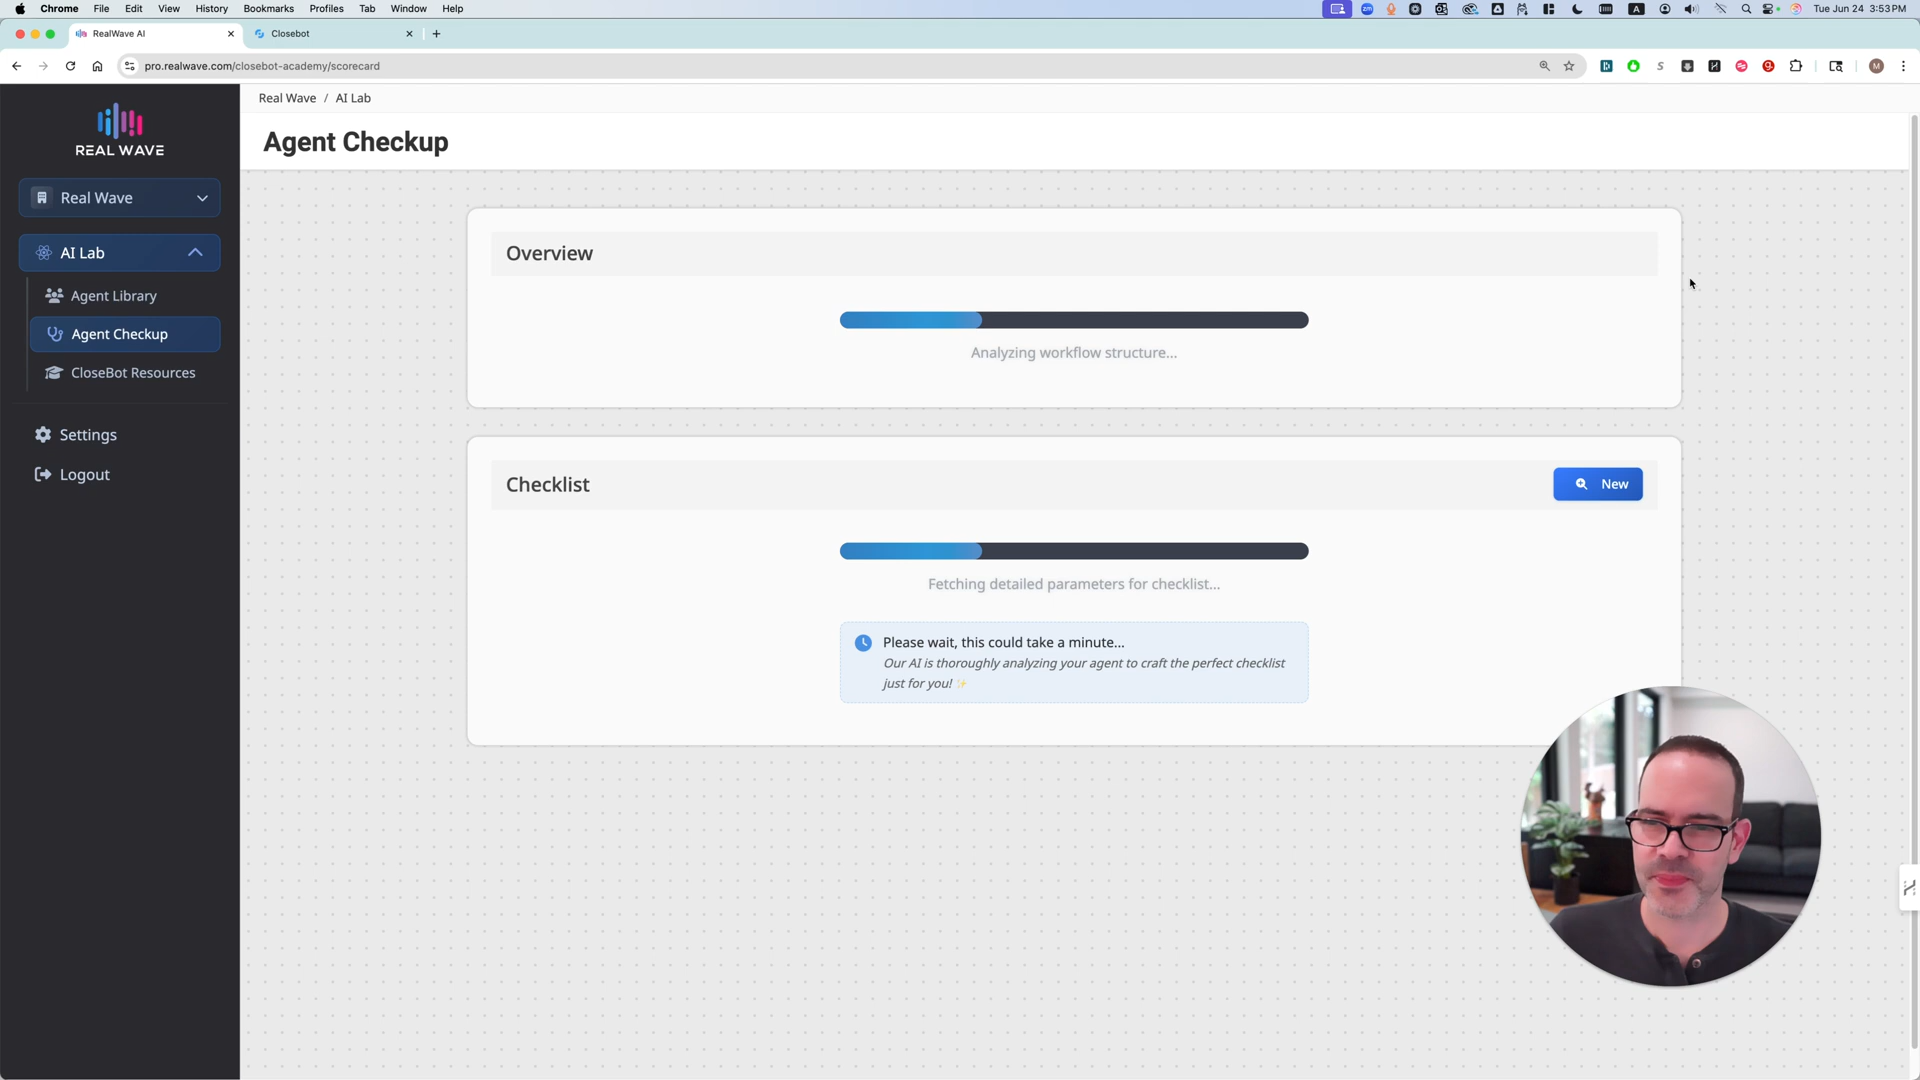 Chrome File Edit View History Bookmarks Profiles Tab Window Help
Tue Jun 24 3:53 PM
RealWave AI
Closebot
pro.realwave.com/closebot-academy/scorecard
REAL WAVE
Real Wave
AI Lab
Agent Library
Agent Checkup
CloseBot Resources
Settings
Logout
Real Wave / AI Lab
Agent Checkup
Overview
Analyzing workflow structure...
Checklist
New
Fetching detailed parameters for checklist...
Please wait, this could take a minute...
Our AI is thoroughly analyzing your agent to craft the perfect checklist
just for you! ✨